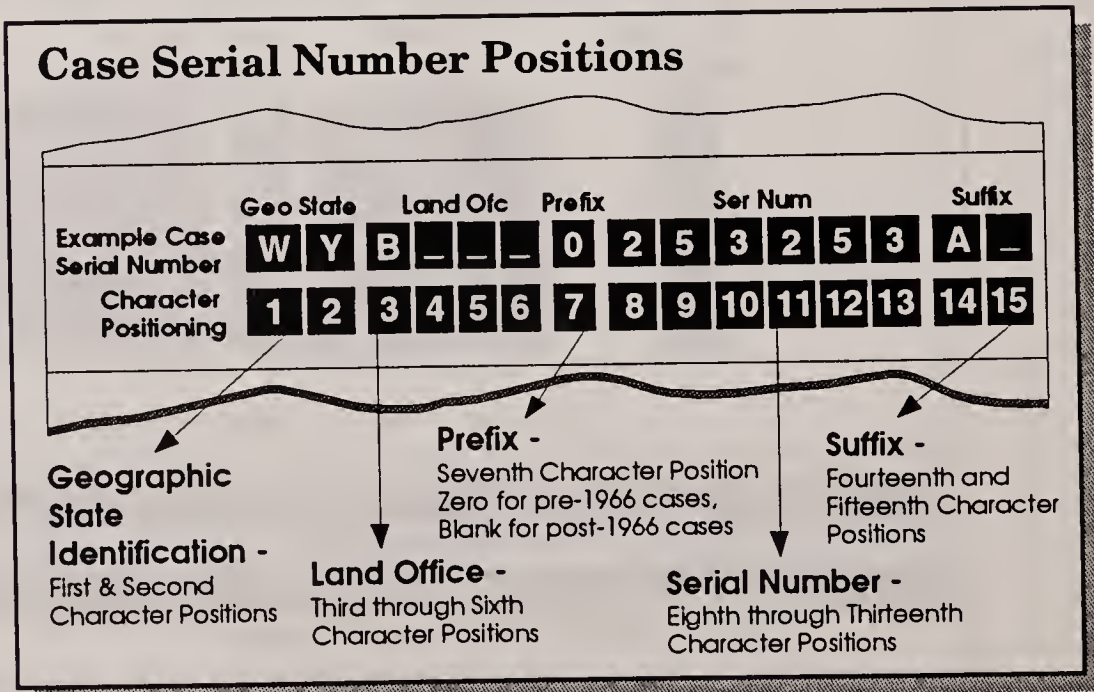 Case Serial Number Positions
Geo State Land Ofc Prefix Ser Num Suffix
Example Case Serial Number W Y B _ _ _ 0 2 5 3 2 5 3 A _
Character Positioning 1 2 3 4 5 6 7 8 9 10 11 12 13 14 15
Geographic
State
Identification -
First & Second
Character Positions
Land Office -
Third through Sixth
Character Positions
Prefix -
Seventh Character Position
Zero for pre-1966 cases,
Blank for post-1966 cases
Serial Number -
Eighth through Thirteenth
Character Positions
Suffix -
Fourteenth and
Fifteenth Character
Positions